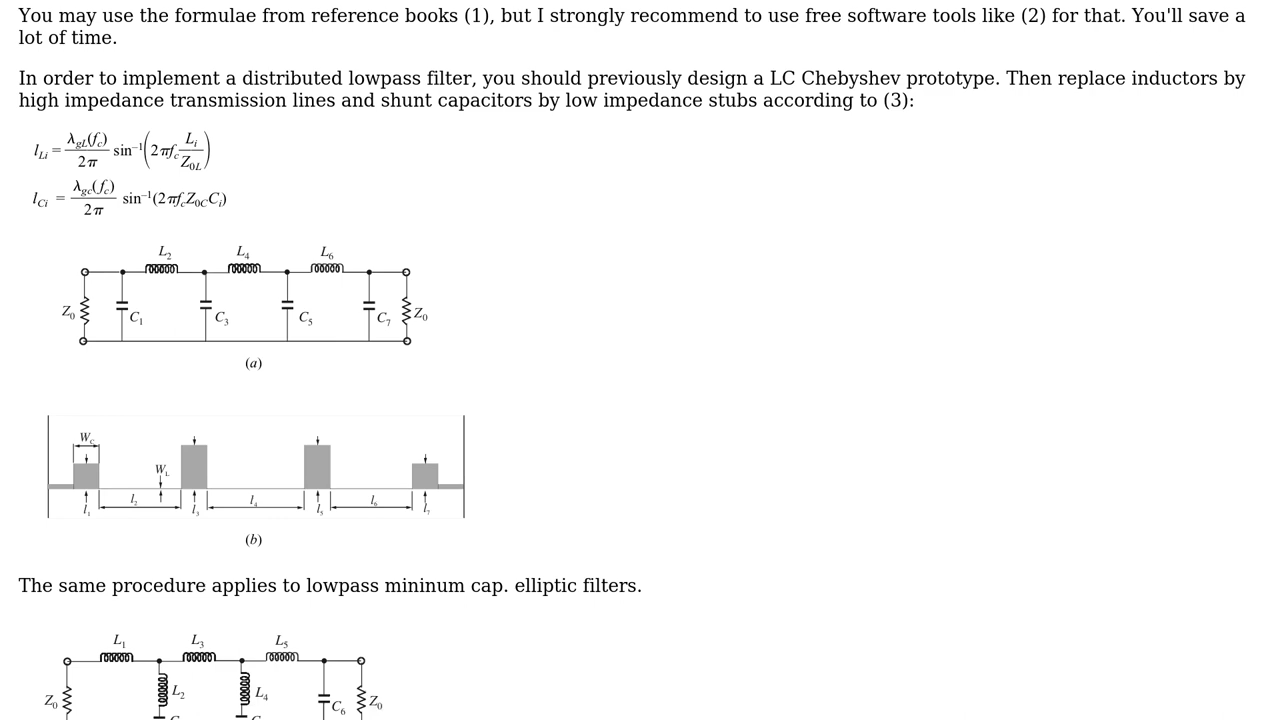 You may use the formulae from reference books (1), but I strongly recommend to use free software tools like (2) for that. You'll save a
lot of time.
In order to implement a distributed lowpass filter, you should previously design a LC Chebyshev prototype. Then replace inductors by
high impedance transmission lines and shunt capacitors by low impedance stubs according to (3):
l_Li = λ_gL(f_c) / 2π sin⁻¹(2πf_c L_i / Z_0L)
l_Ci = λ_gc(f_c) / 2π sin⁻¹(2πf_c Z_0C C_i)
L₂ L₄ L₆
Z₀ C₁ C₃ C₅ C₇ Z₀
(a)
W_C
W_L
l₁ l₂ l₃ l₄ l₅ l₆ l₇
(b)
The same procedure applies to lowpass mininum cap. elliptic filters.
L₁ L₃ L₅
Z₀ L₂ L₄ C₆ Z₀